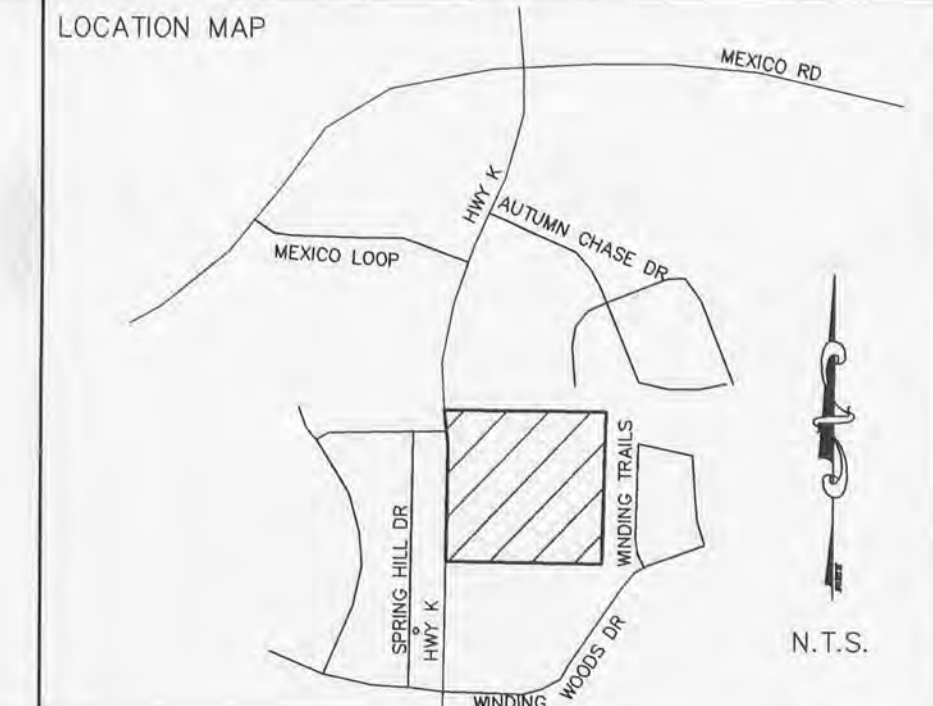 LOCATION MAP
MEXICO RD
HWY K
AUTUMN CHASE DR
MEXICO LOOP
WINDING TRAILS
SPRING HILL DR
HWY K
N.T.S.
WOODS DR
WINDING